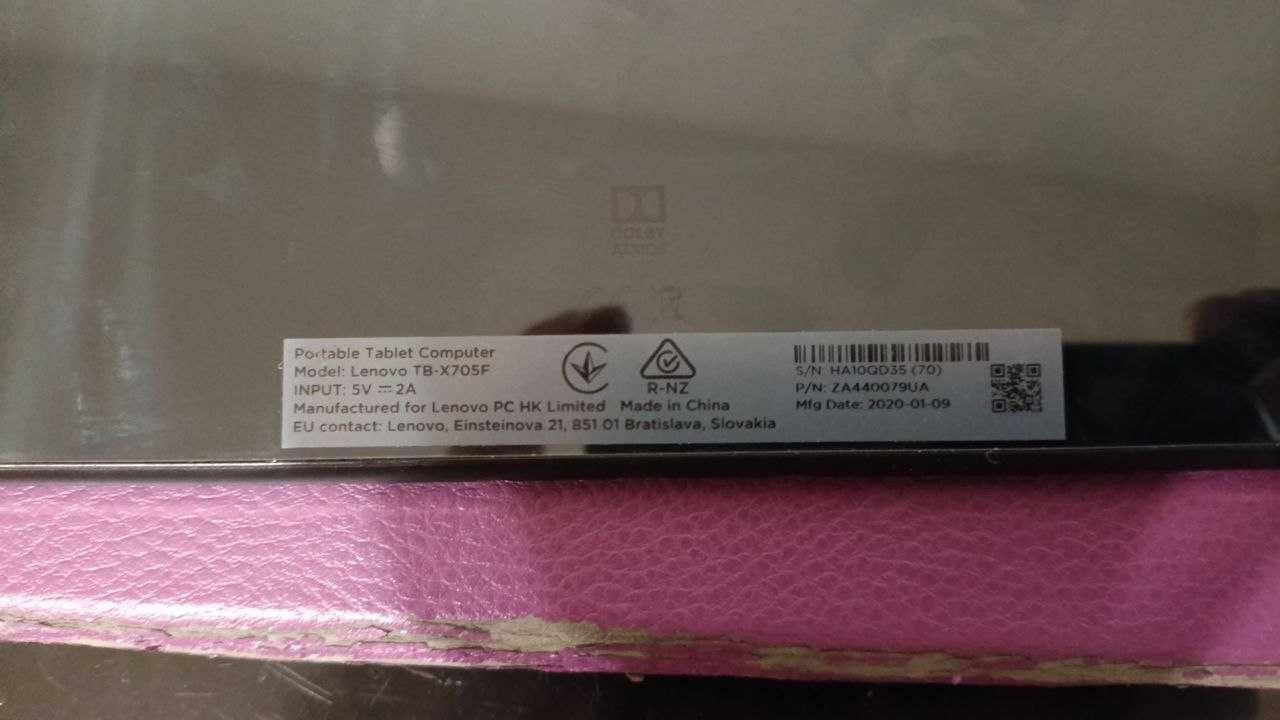 DOLBY
ATMOS
Portable Tablet Computer
Model: Lenovo TB-X705F
INPUT: 5V ⎓ 2A
Manufactured for Lenovo PC HK Limited Made in China
EU contact: Lenovo, Einsteinova 21, 851 01 Bratislava, Slovakia
R-NZ
S/N: HA10QD35 (70)
P/N: ZA440079UA
Mfg Date: 2020-01-09